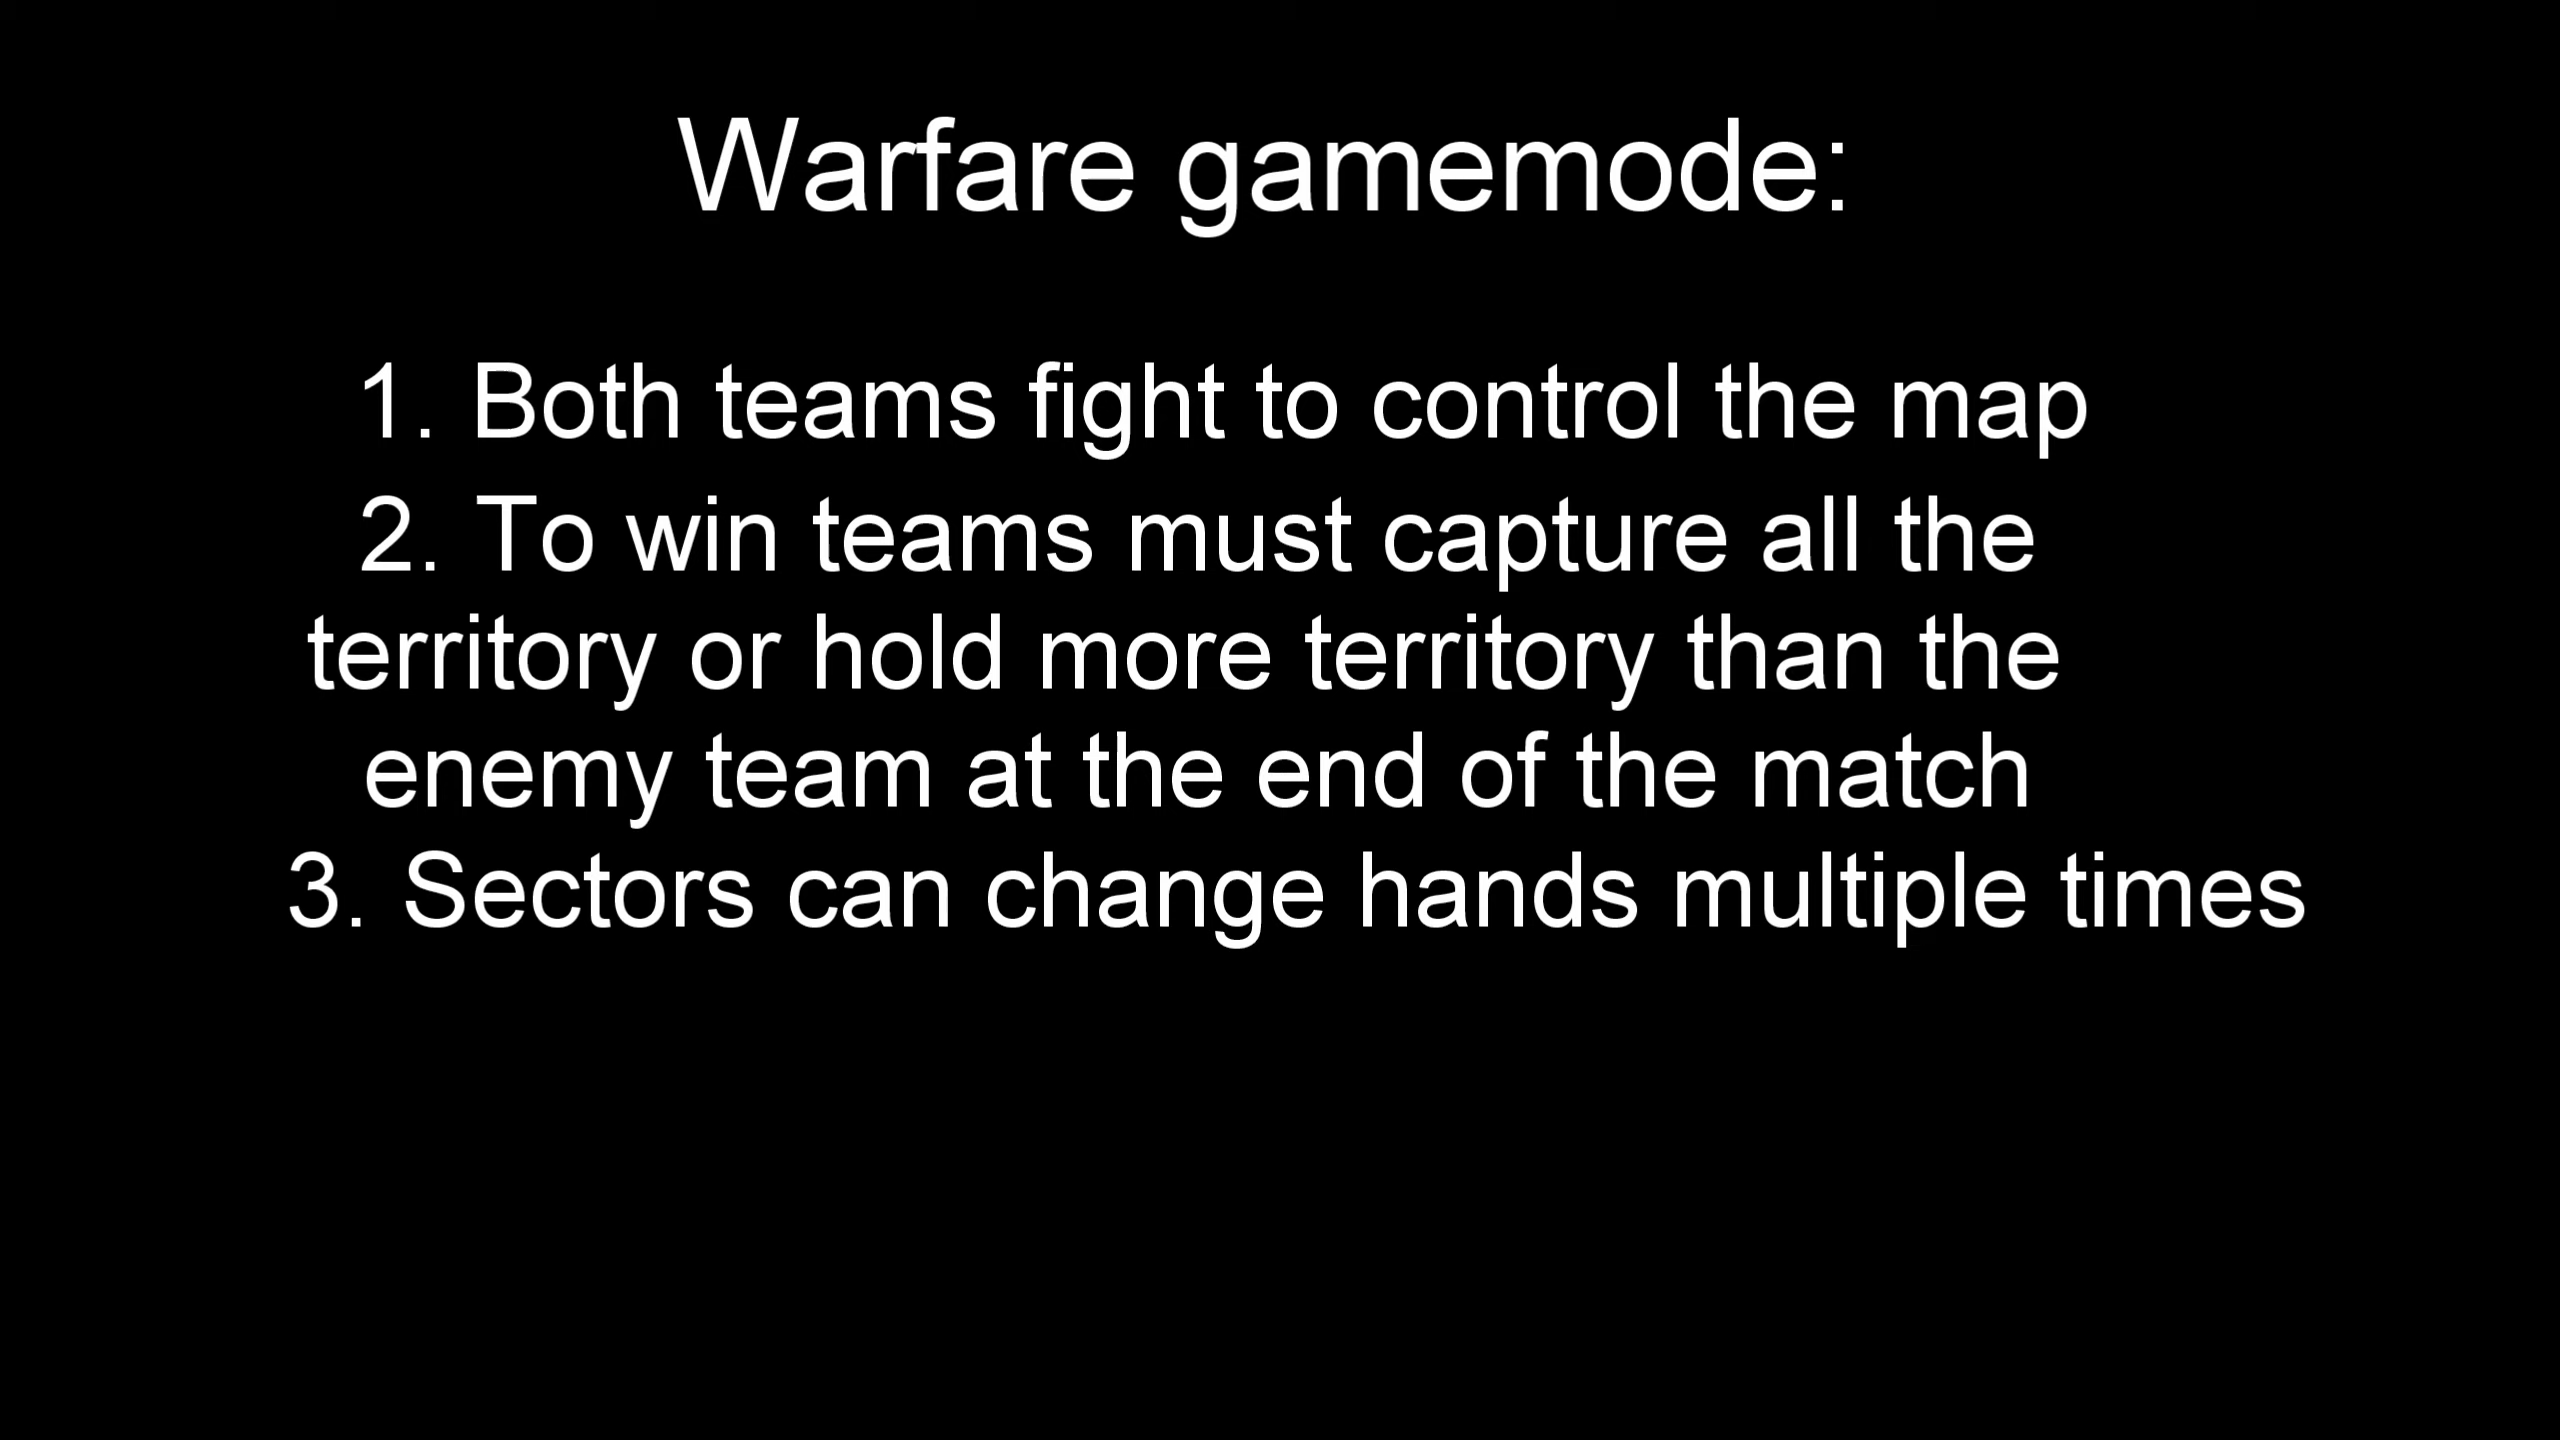 Warfare gamemode:
1. Both teams fight to control the map
2. To win teams must capture all the
territory or hold more territory than the
enemy team at the end of the match
3. Sectors can change hands multiple times